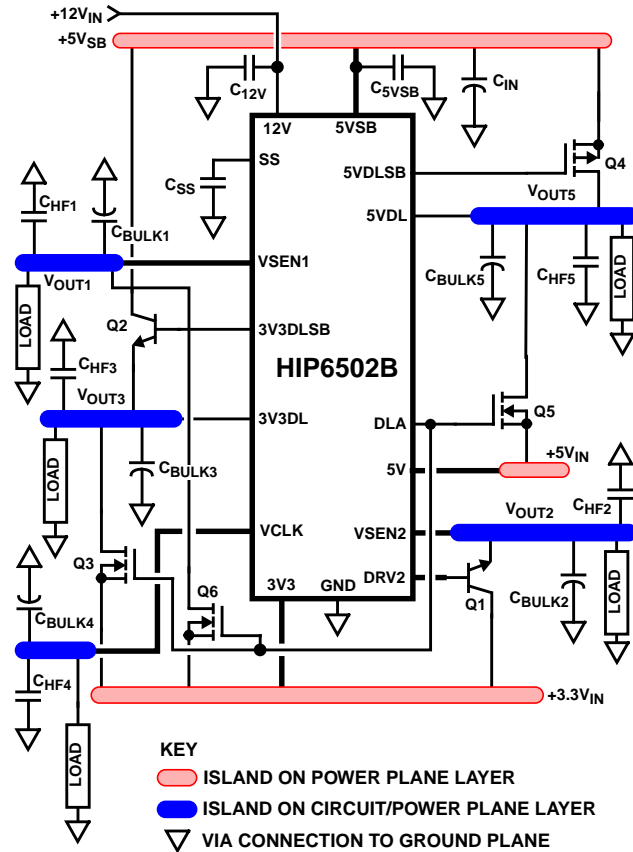 +12VIN
+5VSB
C12V
C5VSB
CIN
12V
5VSB
SS
CSS
5VDLSB
Q4
CHF1
CBULK1
5VDL
VOUT5
VSEN1
VOUT1
CBULK5
CHF5
LOAD
LOAD
Q2
3V3DLSB
CHF3
HIP6502B
VOUT3
3V3DL
DLA
Q5
+5VIN
LOAD
CBULK3
5V
CHF2
VOUT2
VCLK
VSEN2
Q3
Q6
3V3
GND
DRV2
Q1
CBULK2
LOAD
CBULK4
CHF4
+3.3VIN
LOAD
KEY
ISLAND ON POWER PLANE LAYER
ISLAND ON CIRCUIT/POWER PLANE LAYER
VIA CONNECTION TO GROUND PLANE